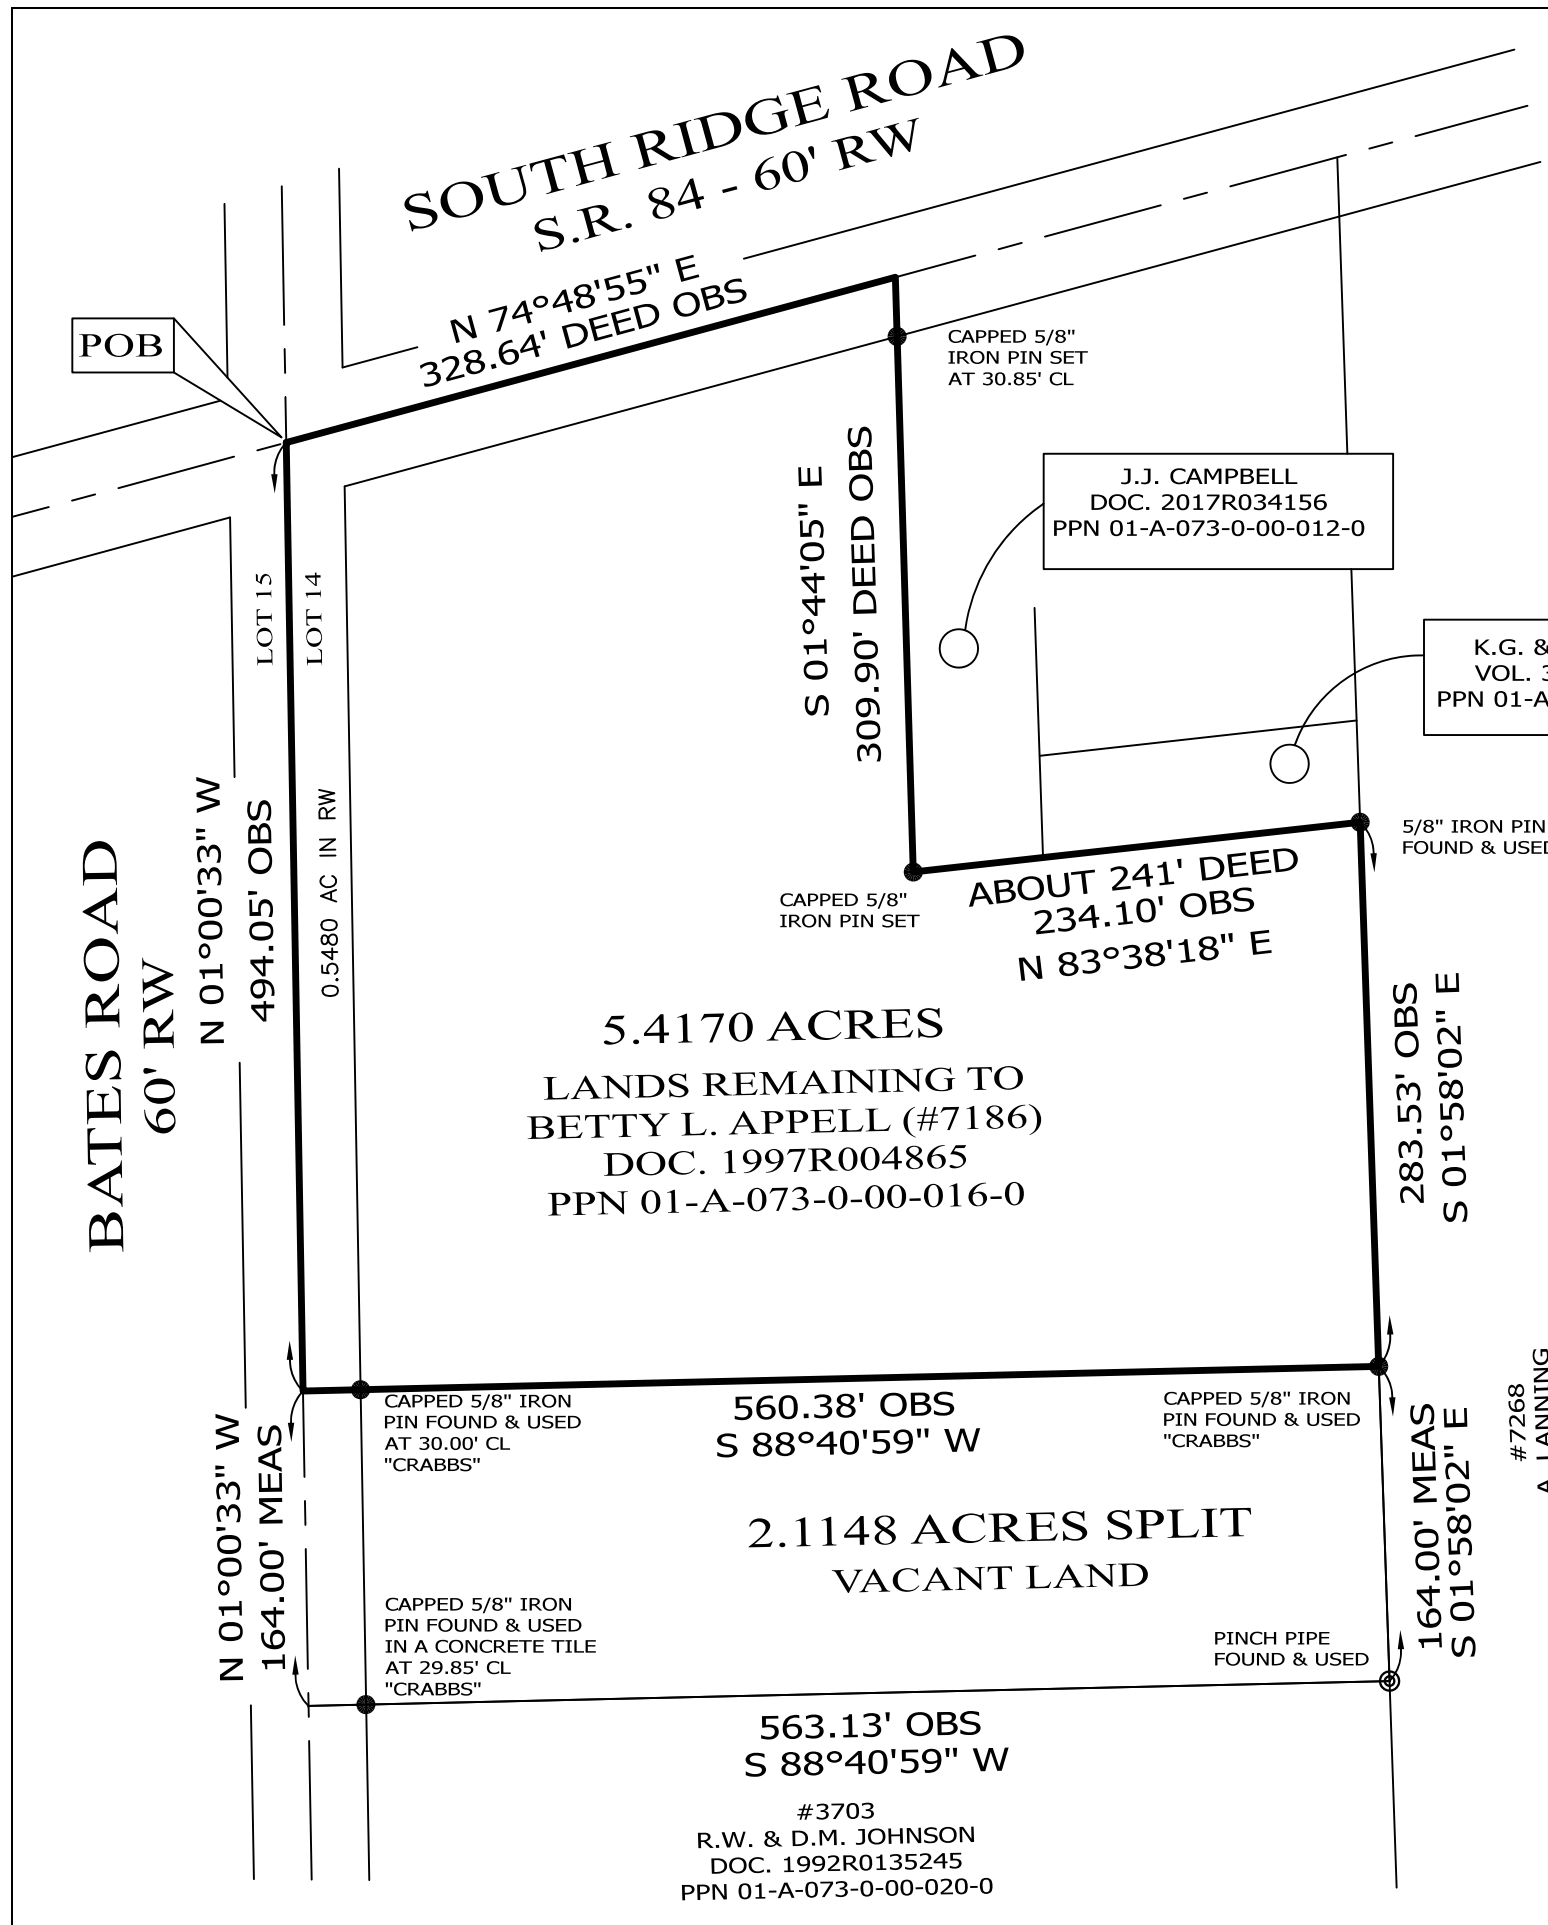 SOUTH RIDGE ROAD
S.R. 84 - 60' RW
N 74°48'55" E
328.64' DEED OBS
POB
CAPPED 5/8"
IRON PIN SET
AT 30.85' CL
S 01°44'05" E
309.90' DEED OBS
J.J. CAMPBELL
DOC. 2017R034156
PPN 01-A-073-0-00-012-0
LOT 15
LOT 14
K.G. &
VOL. 3
PPN 01-A
BATES ROAD
60' RW
N 01°00'33" W
494.05' OBS
0.5480 AC IN RW
5/8" IRON PIN
FOUND & USED
CAPPED 5/8"
IRON PIN SET
ABOUT 241' DEED
234.10' OBS
N 83°38'18" E
283.53' OBS
S 01°58'02" E
5.4170 ACRES
LANDS REMAINING TO
BETTY L. APPELL (#7186)
DOC. 1997R004865
PPN 01-A-073-0-00-016-0
CAPPED 5/8" IRON
PIN FOUND & USED
AT 30.00' CL
"CRABBS"
560.38' OBS
S 88°40'59" W
CAPPED 5/8" IRON
PIN FOUND & USED
"CRABBS"
#7268
A. LANNING
N 01°00'33" W
164.00' MEAS
164.00' MEAS
S 01°58'02" E
2.1148 ACRES SPLIT
VACANT LAND
CAPPED 5/8" IRON
PIN FOUND & USED
IN A CONCRETE TILE
AT 29.85' CL
"CRABBS"
PINCH PIPE
FOUND & USED
563.13' OBS
S 88°40'59" W
#3703
R.W. & D.M. JOHNSON
DOC. 1992R0135245
PPN 01-A-073-0-00-020-0